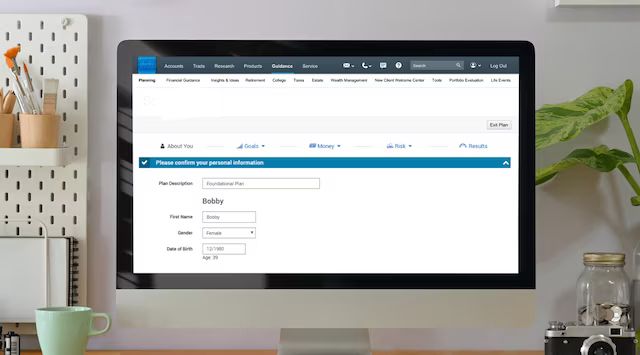 Accounts Trade Research Products Guidance Service Search Log Out
Planning Financial Guidance Insights & Ideas Retirement College Taxes Estate Wealth Management New Client Welcome Center Tools Portfolio Evaluation Life Events
Exit Plan
About You Goals Money Risk Results
Please confirm your personal information
Plan Description Foundational Plan
Bobby
First Name Bobby
Gender Female
Date of Birth 12/1980
Age: 39